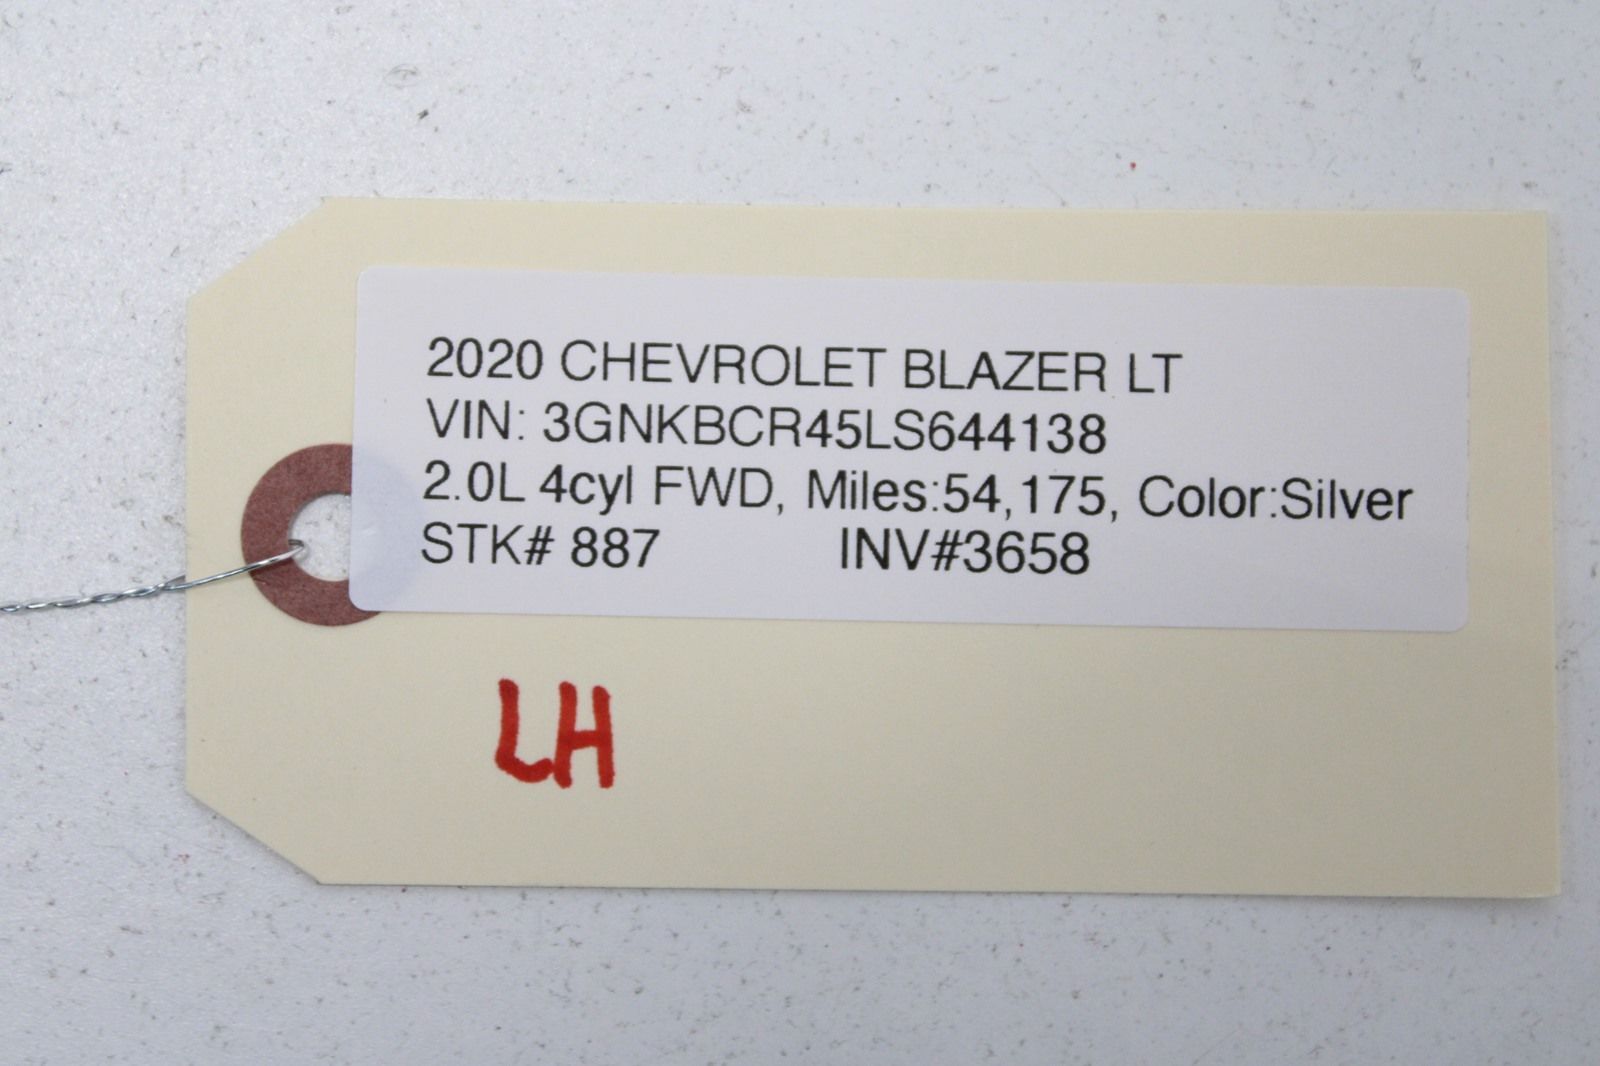 2020 CHEVROLET BLAZER LT
VIN: 3GNKBCR45LS644138
2.0L 4cyl FWD, Miles:54,175, Color:Silver
STK# 887 INV#3658
LH